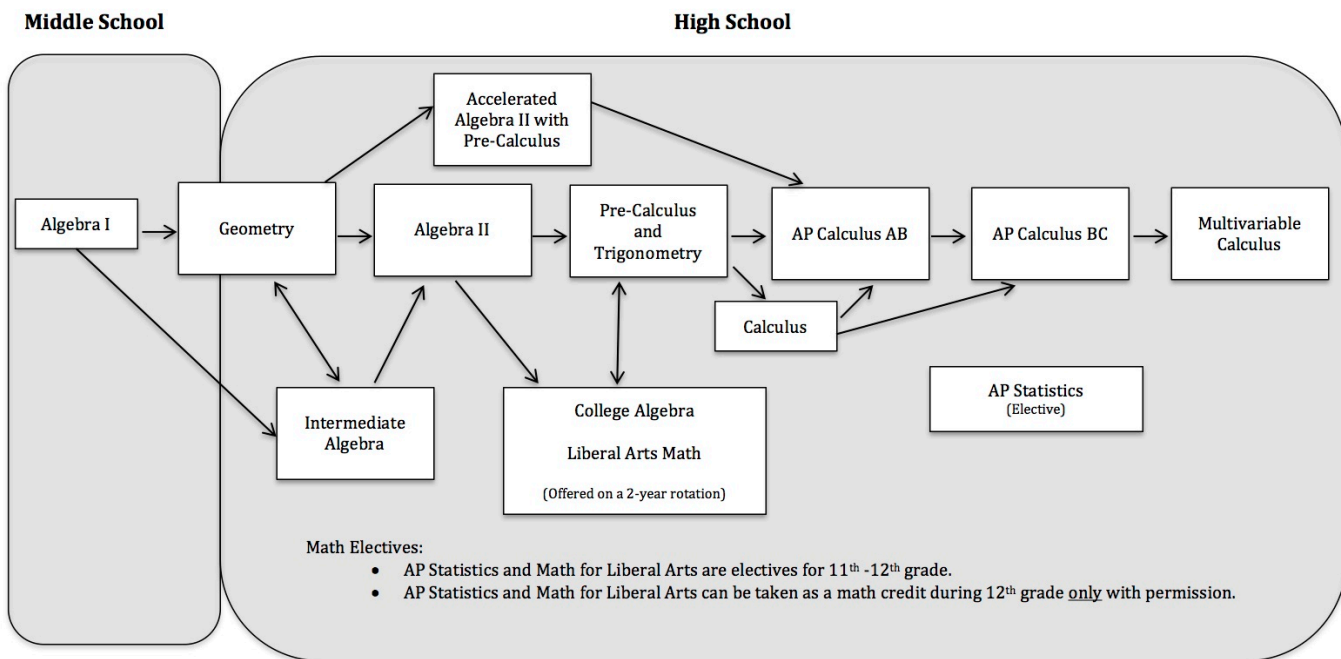 Middle School
High School
Accelerated
Algebra II with
Pre-Calculus
Algebra I
Geometry
Algebra II
Pre-Calculus
and
Trigonometry
AP Calculus AB
AP Calculus BC
Multivariable
Calculus
Calculus
Intermediate
Algebra
College Algebra
Liberal Arts Math
(Offered on a 2-year rotation)
AP Statistics
(Elective)
Math Electives:
• AP Statistics and Math for Liberal Arts are electives for 11th -12th grade.
• AP Statistics and Math for Liberal Arts can be taken as a math credit during 12th grade only with permission.